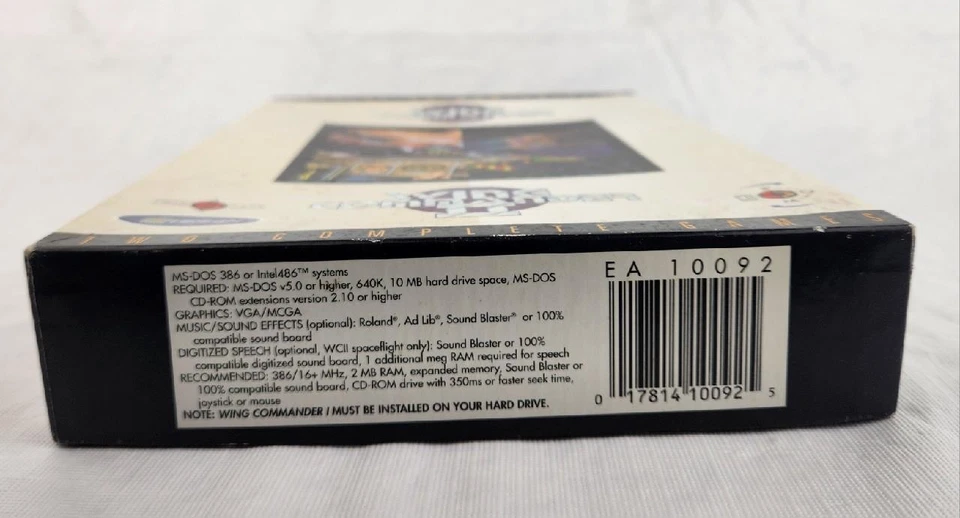 TWO COMPLETE GAMES
MS-DOS 386 or Intel486™ systems
REQUIRED: MS-DOS v5.0 or higher, 640K, 10 MB hard drive space, MS-DOS
CD-ROM extensions version 2.10 or higher
GRAPHICS: VGA/MCGA
MUSIC/SOUND EFFECTS (optional): Roland®, Ad Lib®, Sound Blaster® or 100%
compatible sound board
DIGITIZED SPEECH (optional, WCII spaceflight only): Sound Blaster or 100%
compatible digitized sound board, 1 additional meg RAM required for speech
RECOMMENDED: 386/16+ MHz, 2 MB RAM, expanded memory, Sound Blaster or
100% compatible sound board, CD-ROM drive with 350ms or faster seek time,
joystick or mouse
NOTE: WING COMMANDER I MUST BE INSTALLED ON YOUR HARD DRIVE.
EA 10092
0 17814 10092 5